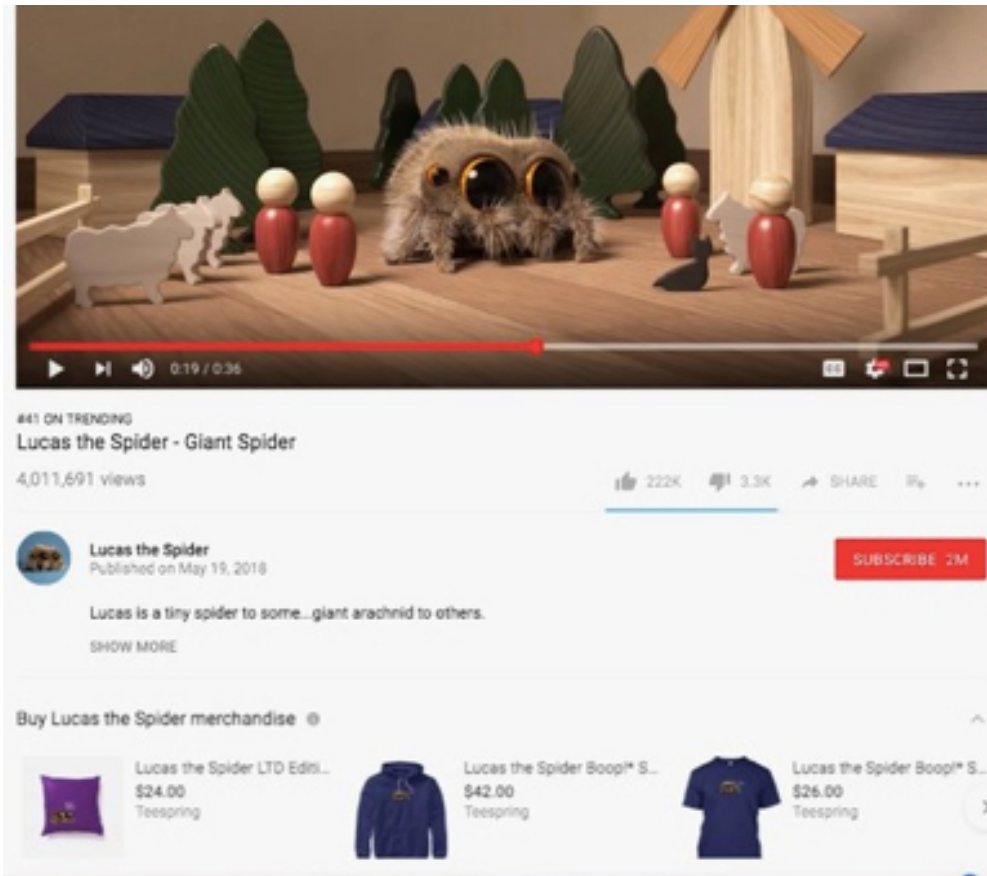 0:19 / 0:36
#41 ON TRENDING
Lucas the Spider - Giant Spider
4,011,691 views
222K 3.3K SHARE
Lucas the Spider
Published on May 19, 2018
SUBSCRIBE 2M
Lucas is a tiny spider to some...giant arachnid to others.
SHOW MORE
Buy Lucas the Spider merchandise
Lucas the Spider LTD Editi...
$24.00
Teespring
Lucas the Spider Boop!* S...
$42.00
Teespring
Lucas the Spider Boop!* S...
$26.00
Teespring